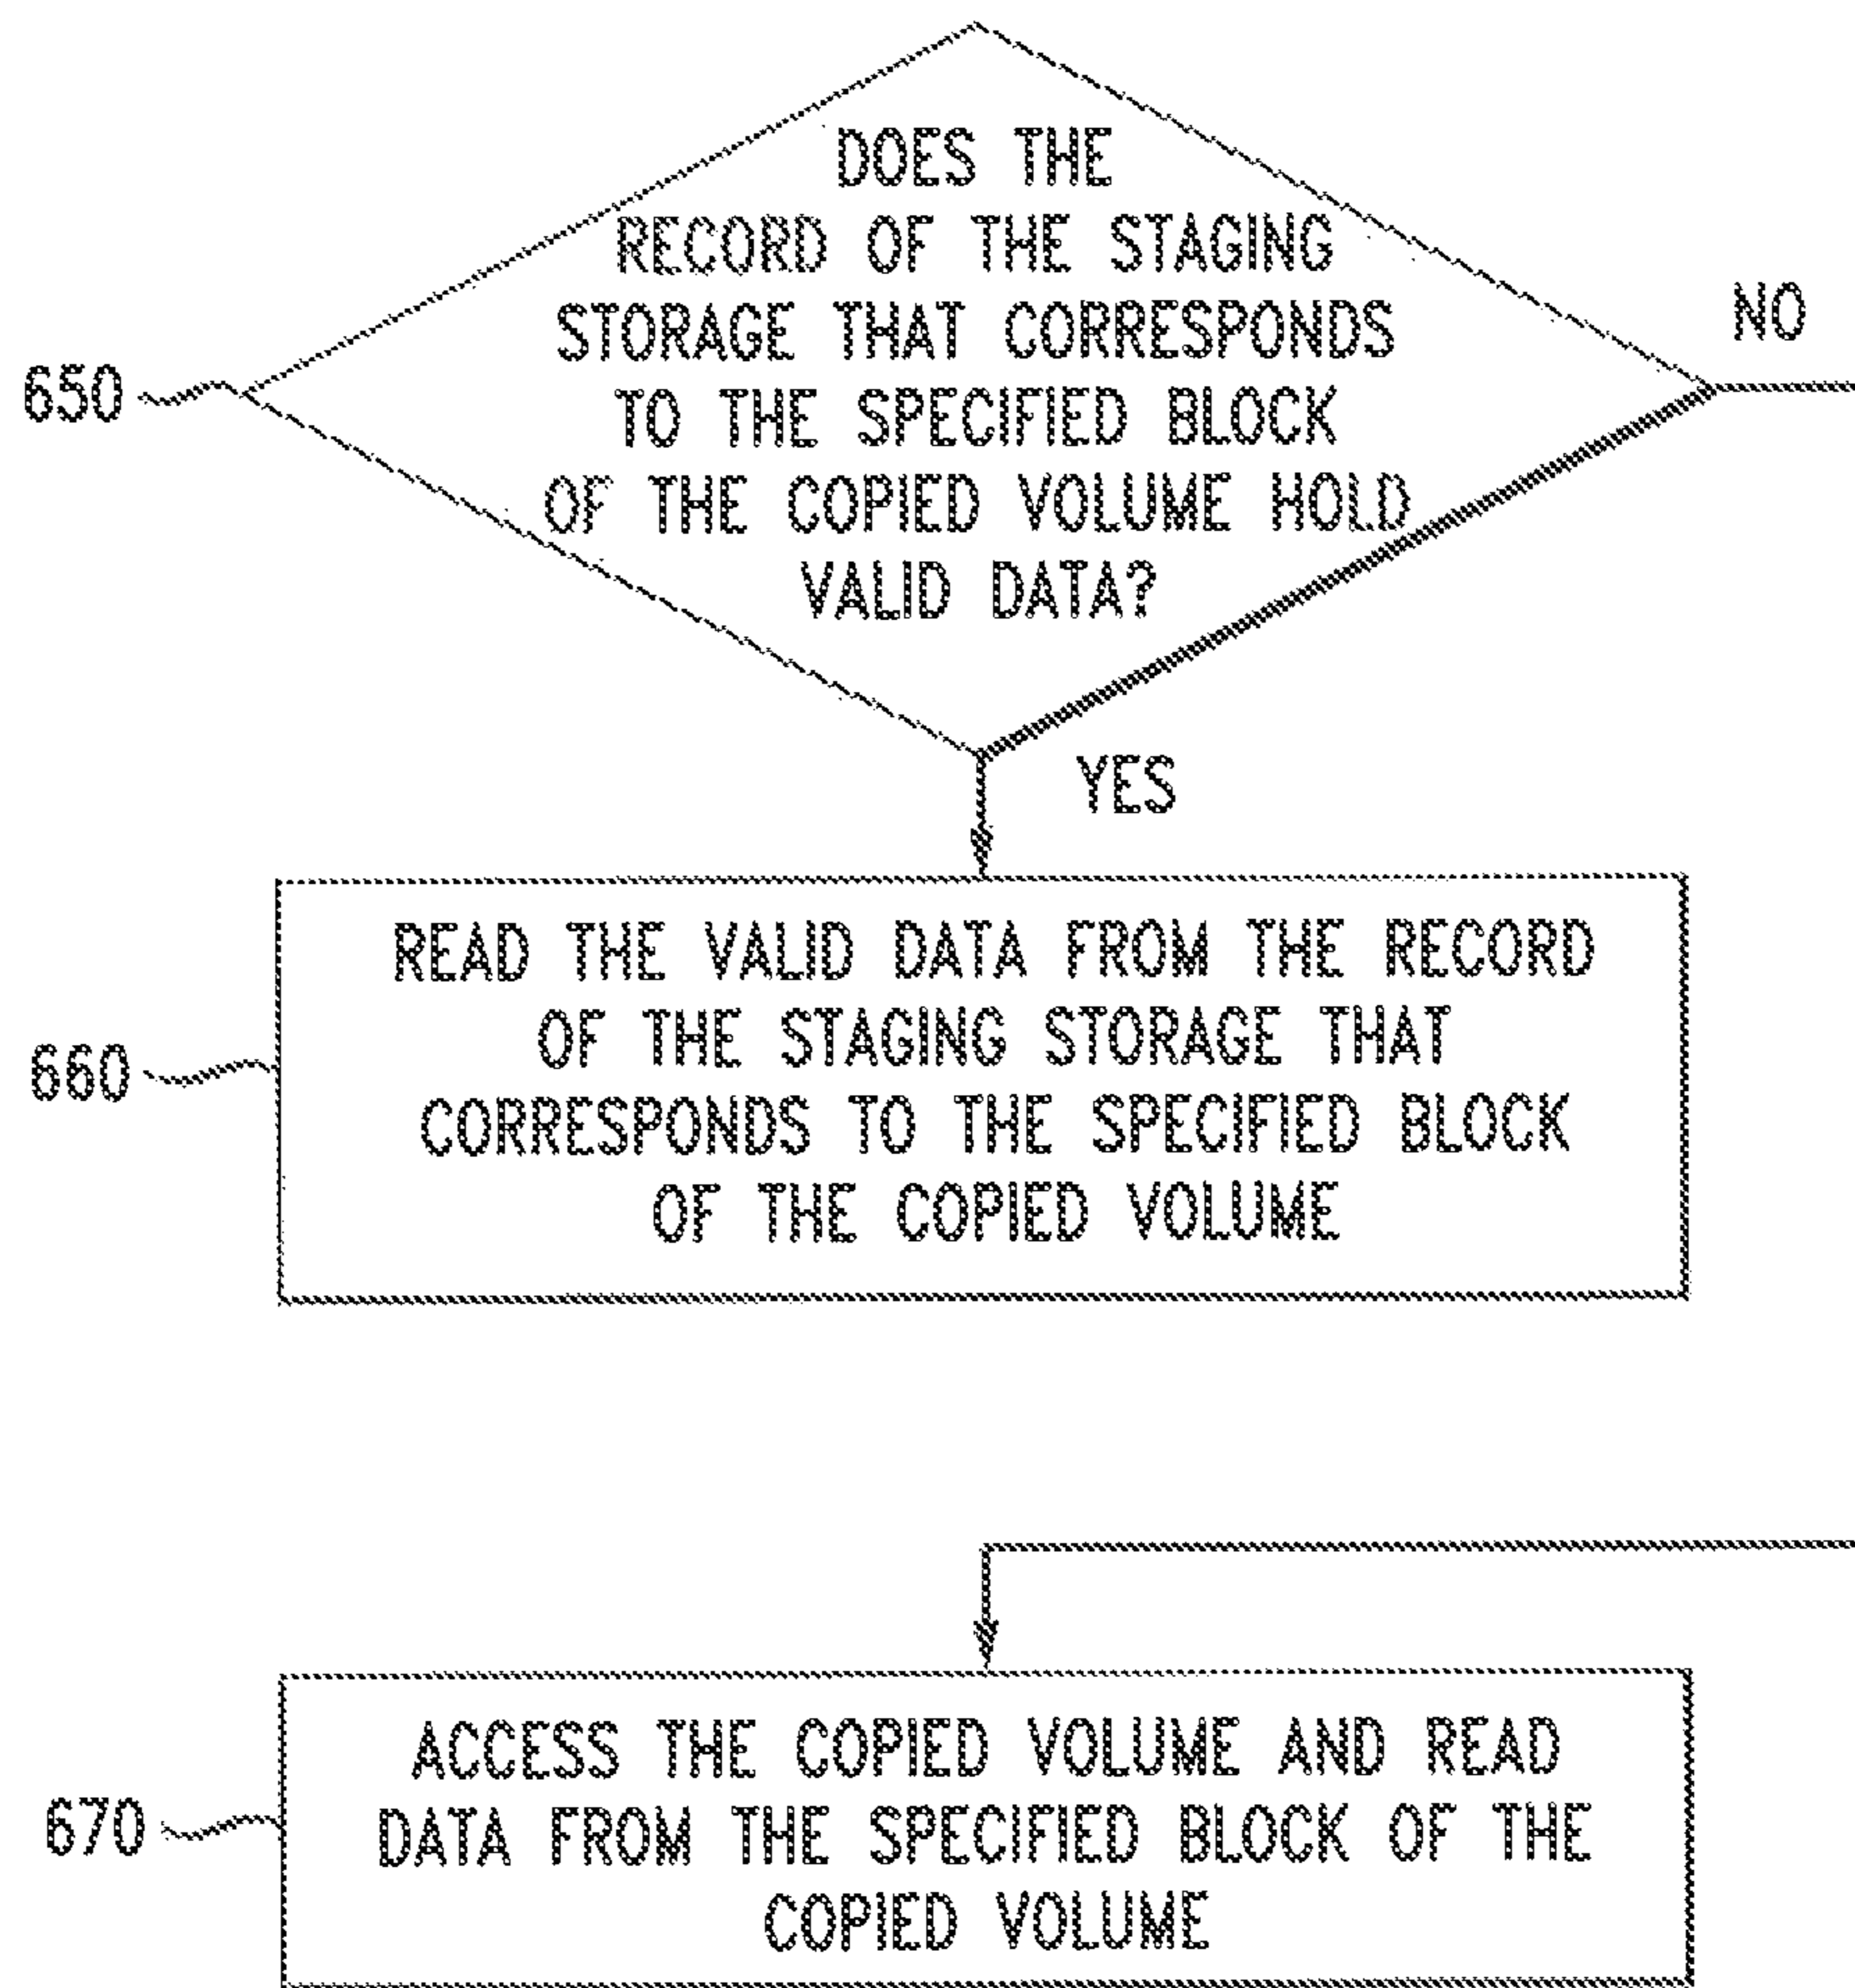 DOES THE
RECORD OF THE STAGING
STORAGE THAT CORRESPONDS
TO THE SPECIFIED BLOCK
OF THE COPIED VOLUME HOLD
VALID DATA?
650
NO
YES
READ THE VALID DATA FROM THE RECORD
OF THE STAGING STORAGE THAT
CORRESPONDS TO THE SPECIFIED BLOCK
OF THE COPIED VOLUME
660
ACCESS THE COPIED VOLUME AND READ
DATA FROM THE SPECIFIED BLOCK OF THE
COPIED VOLUME
670